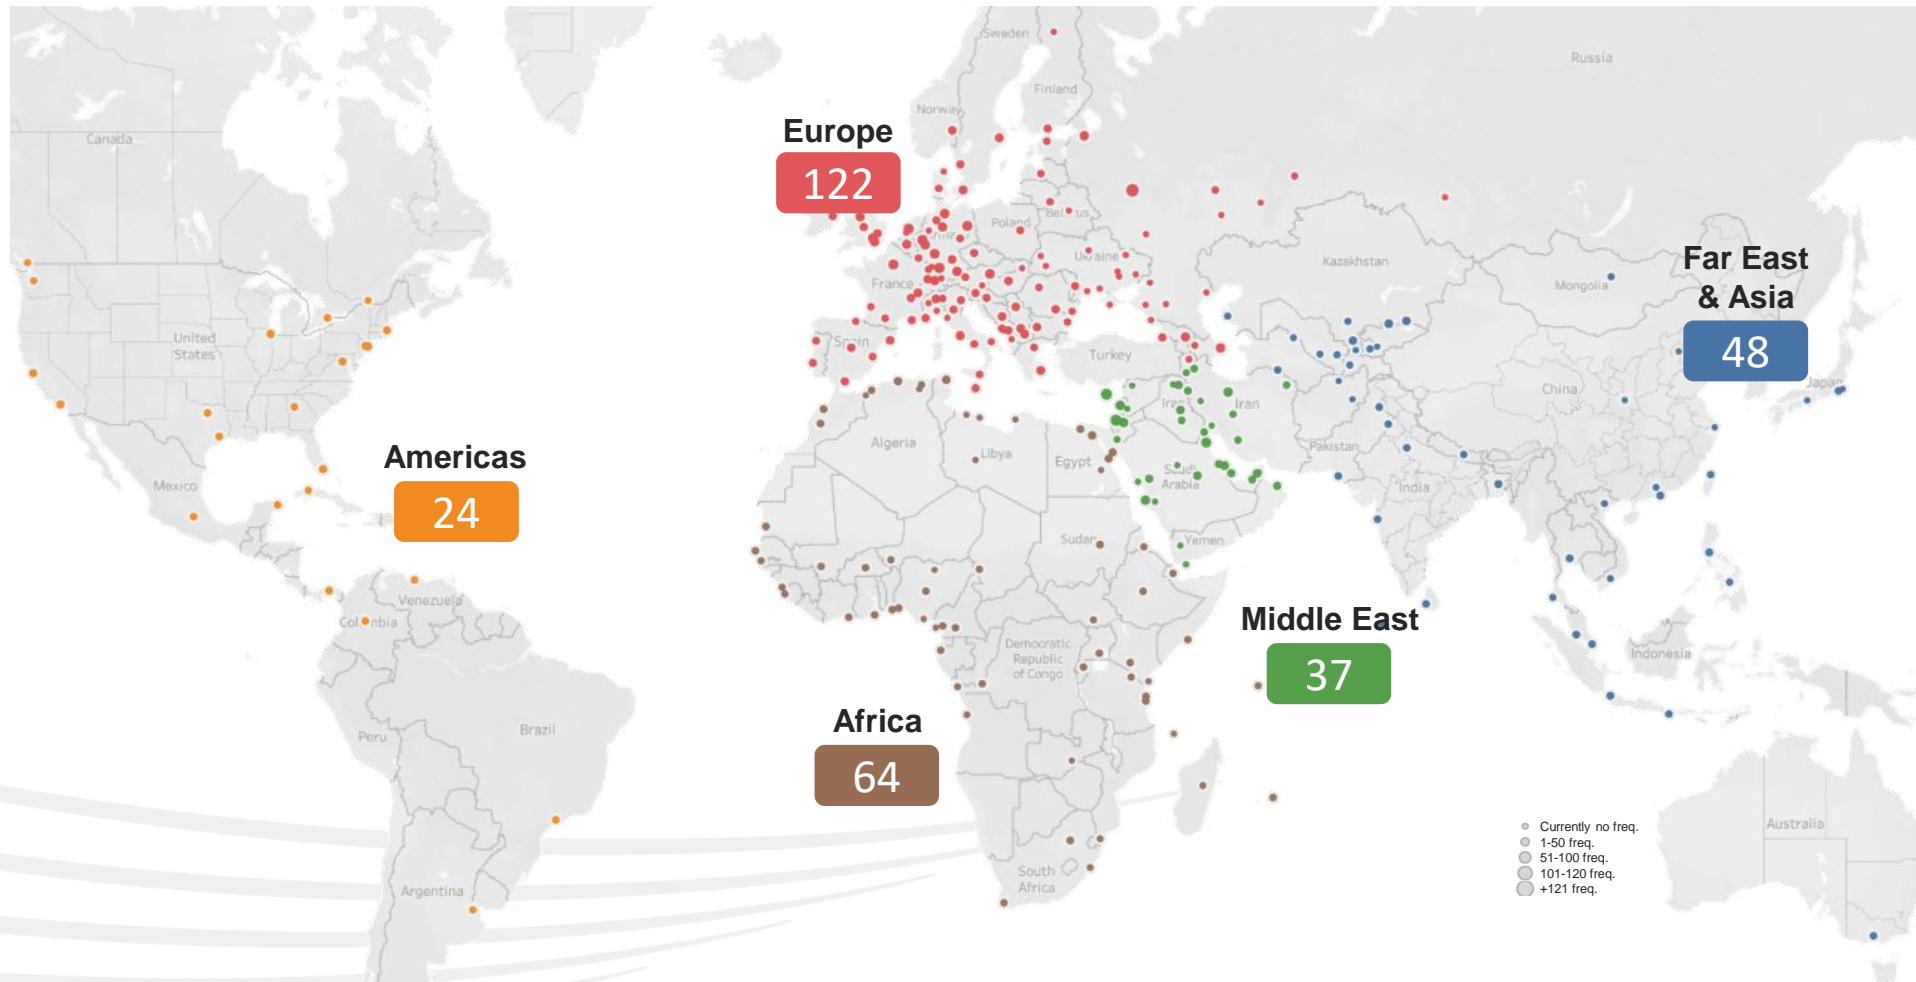 Sweden
Russia
Finland
Norway
Europe
122
Canada
Poland
Ukraine
France
Kazakhstan
Mongolia
Far East
& Asia
48
United
States
Spain
Turkey
China
Japan
Iran
Algeria
Libya
Egypt
Pakistan
Saudi
Arabia
India
Americas
24
Mexico
Sudan
Yemen
Venezuela
Middle East
37
Democratic
Republic
of Congo
Indonesia
Africa
64
Peru
Brazil
Currently no freq.
1-50 freq.
51-100 freq.
101-120 freq.
+121 freq.
Australia
South
Africa
Argentina